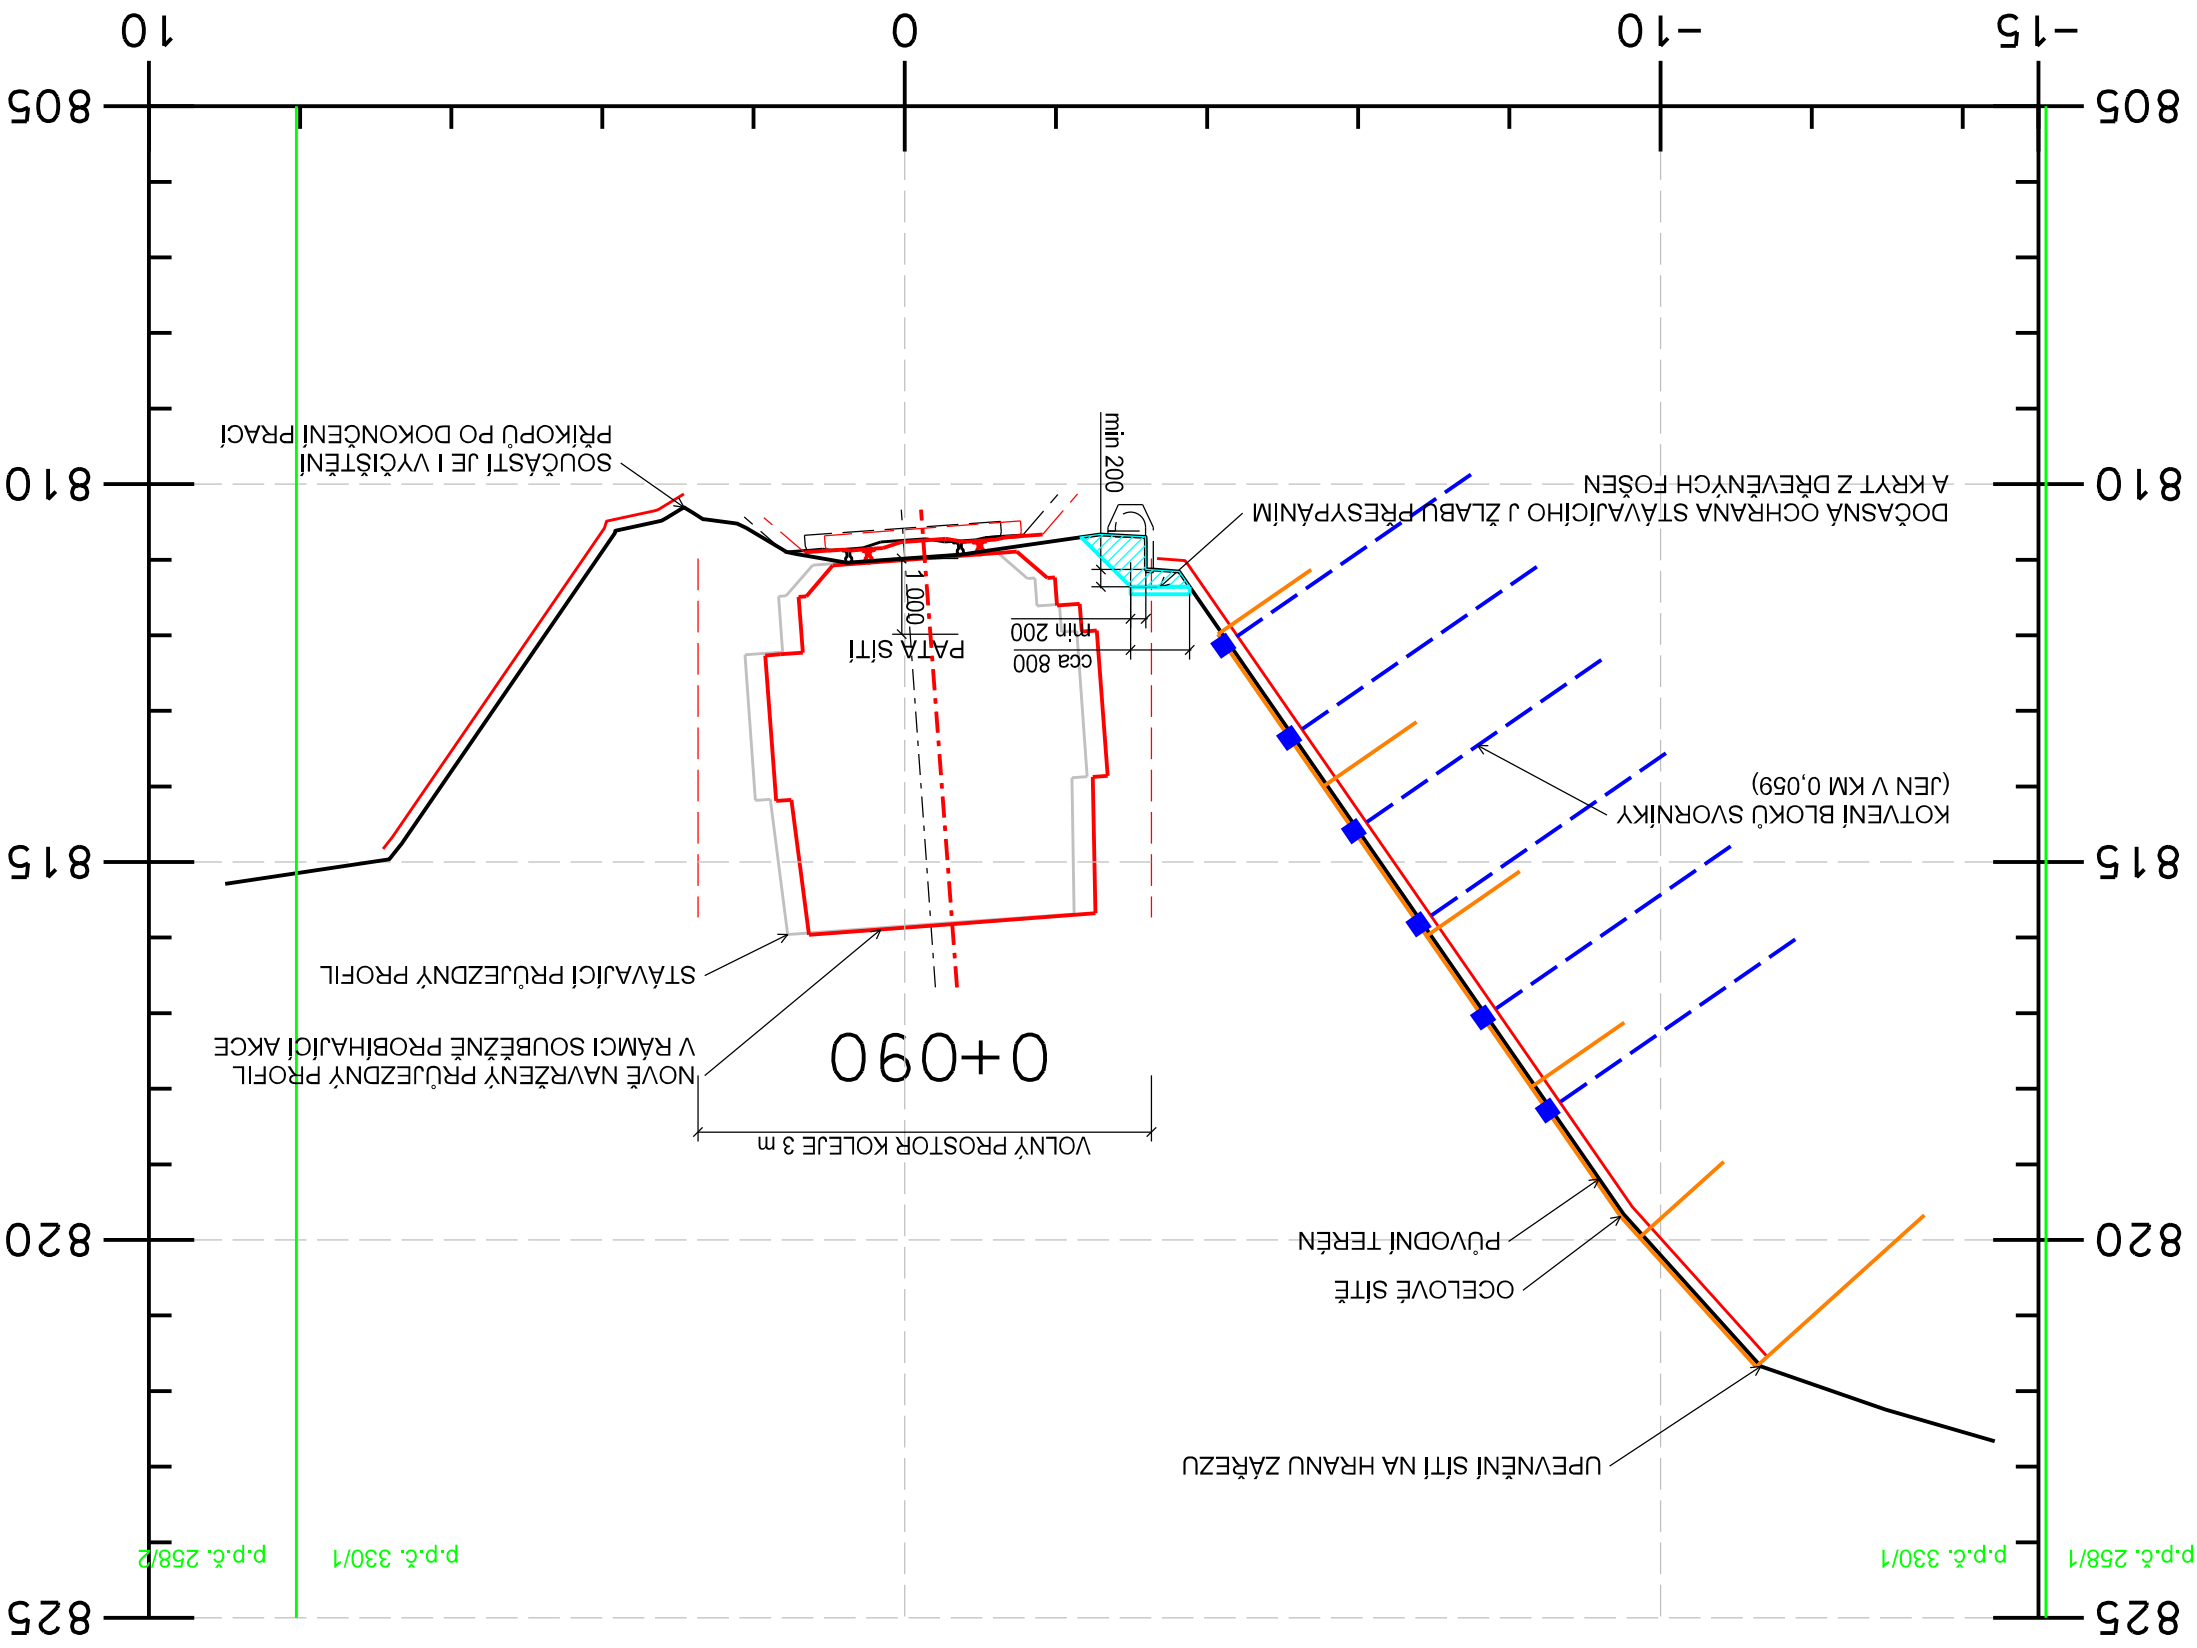 825
825
p.p.č. 258/1
p.p.č. 330/1
p.p.č. 330/1
p.p.č. 258/2
UPEVNĚNÍ SÍTÍ NA HRANU ZÁŘEZU
OCELOVÉ SÍTĚ
PŮVODNÍ TERÉN
820
820
VOLNÝ PROSTOR KOLEJE 3 m
0+090
NOVĚ NAVRŽENÝ PRŮJEZDNÝ PROFIL
V RÁMCI SOUBĚŽNĚ PROBÍHAJÍCÍ AKCE
STÁVAJÍCÍ PRŮJEZDNÝ PROFIL
815
815
KOTVENÍ BLOKŮ SVORNÍKY
(JEN V KM 0,059)
cca 800
min 200
PATA SÍTÍ
1 000
min 200
DOČASNÁ OCHRANA STÁVAJÍCÍHO J ŽLABU PŘESYPÁNÍM
A KRYT Z DŘEVĚNÝCH FOŠEN
SOUČÁSTÍ JE I VYČIŠTĚNÍ
PŘÍKOPŮ PO DOKONČENÍ PRACÍ
810
810
805
805
-15
-10
0
10